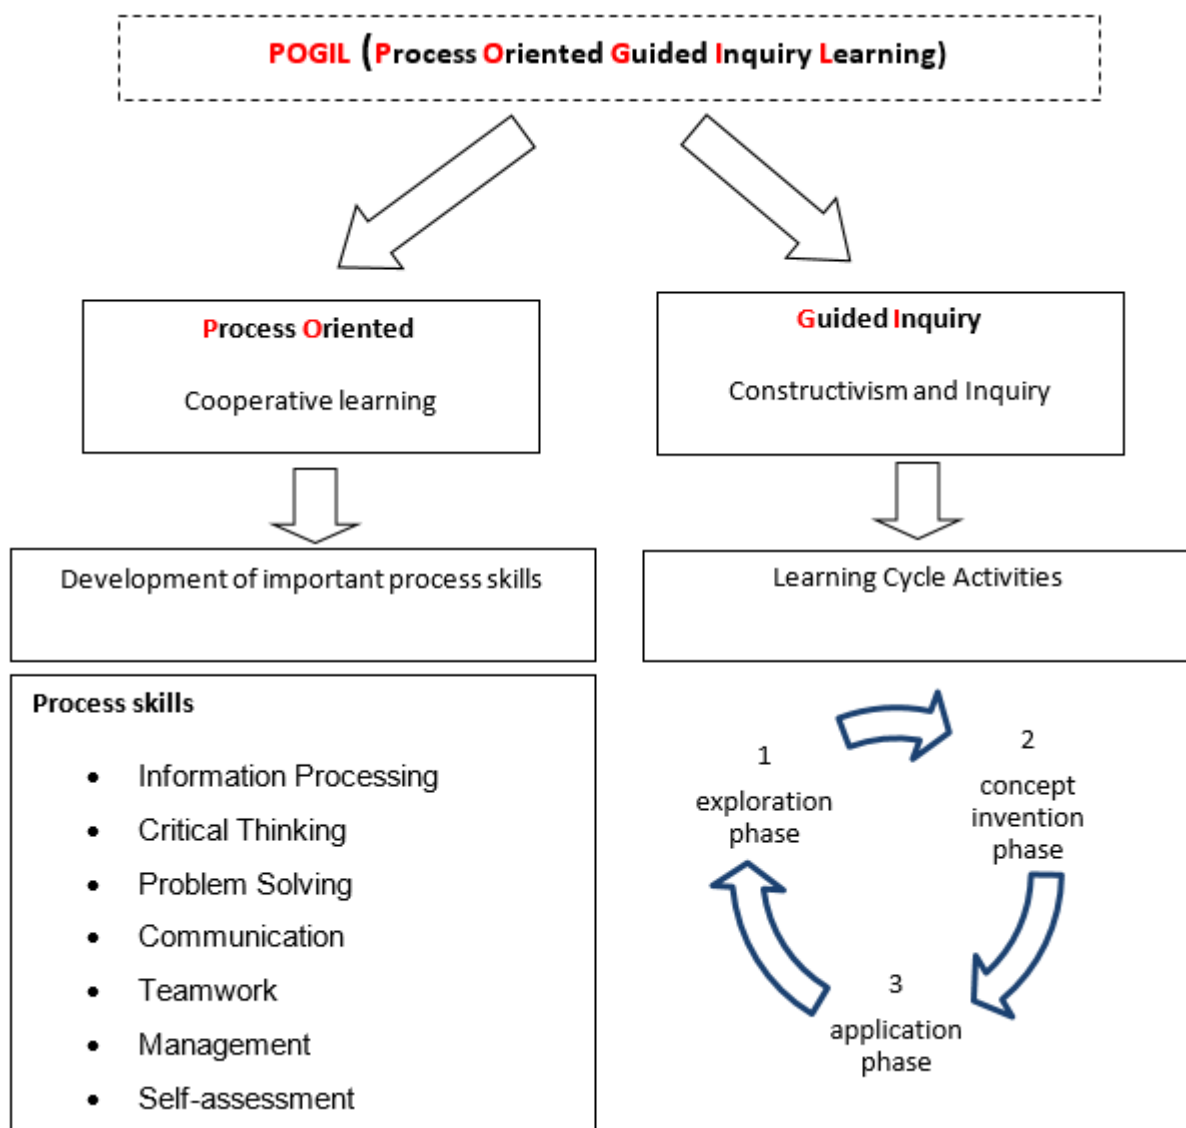 POGIL (Process Oriented Guided Inquiry Learning)
Process Oriented
Cooperative learning
Guided Inquiry
Constructivism and Inquiry
Development of important process skills
Learning Cycle Activities
Process skills
• Information Processing
• Critical Thinking
• Problem Solving
• Communication
• Teamwork
• Management
• Self-assessment
1
exploration
phase
2
concept
invention
phase
3
application
phase